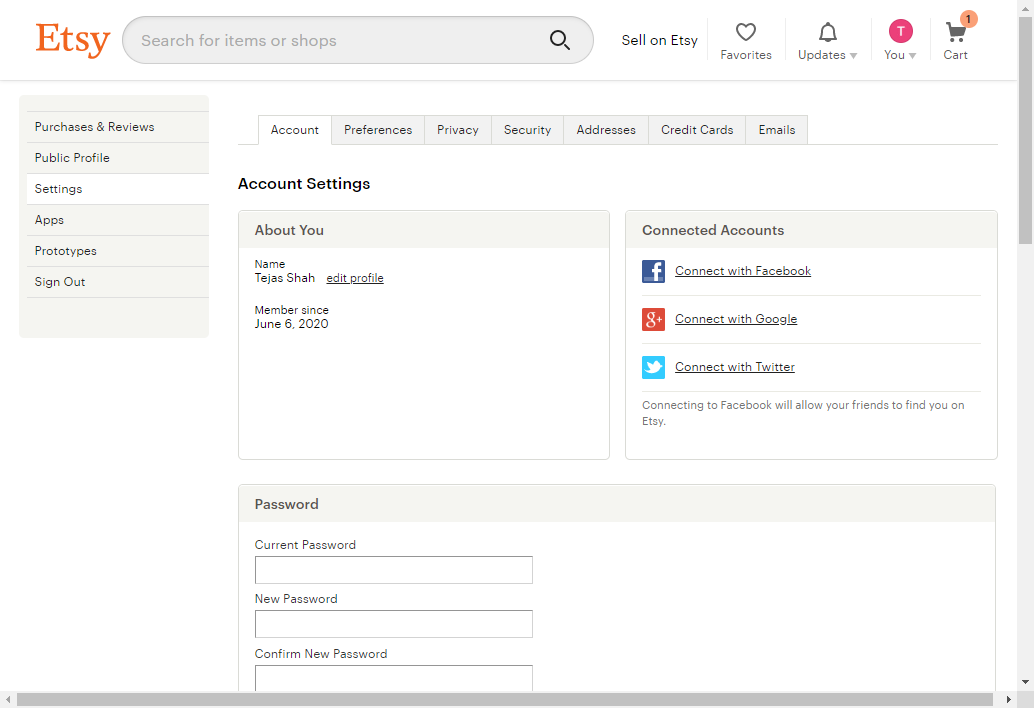 Etsy
Search for items or shops
Sell on Etsy
Favorites
Updates
T
You
1
Cart
Purchases & Reviews
Public Profile
Settings
Apps
Prototypes
Sign Out
Account
Preferences
Privacy
Security
Addresses
Credit Cards
Emails
Account Settings
About You
Name
Tejas Shah edit profile
Member since
June 6, 2020
Connected Accounts
f Connect with Facebook
g+ Connect with Google
Connect with Twitter
Connecting to Facebook will allow your friends to find you on
Etsy.
Password
Current Password
New Password
Confirm New Password